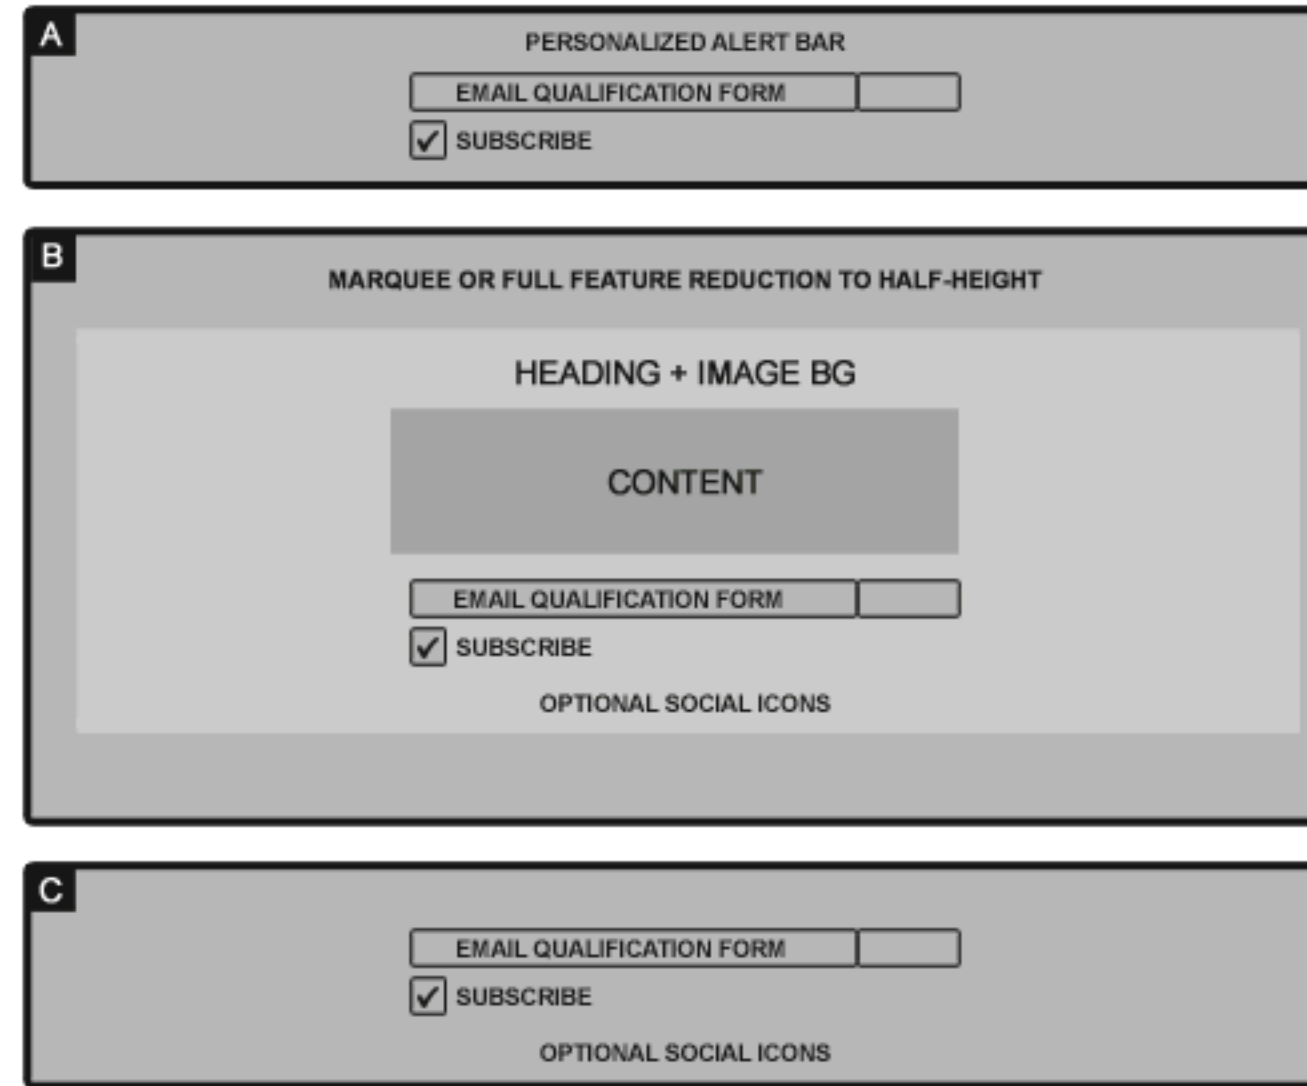 A
PERSONALIZED ALERT BAR
EMAIL QUALIFICATION FORM
SUBSCRIBE
B
MARQUEE OR FULL FEATURE REDUCTION TO HALF-HEIGHT
HEADING + IMAGE BG
CONTENT
EMAIL QUALIFICATION FORM
SUBSCRIBE
OPTIONAL SOCIAL ICONS
C
EMAIL QUALIFICATION FORM
SUBSCRIBE
OPTIONAL SOCIAL ICONS